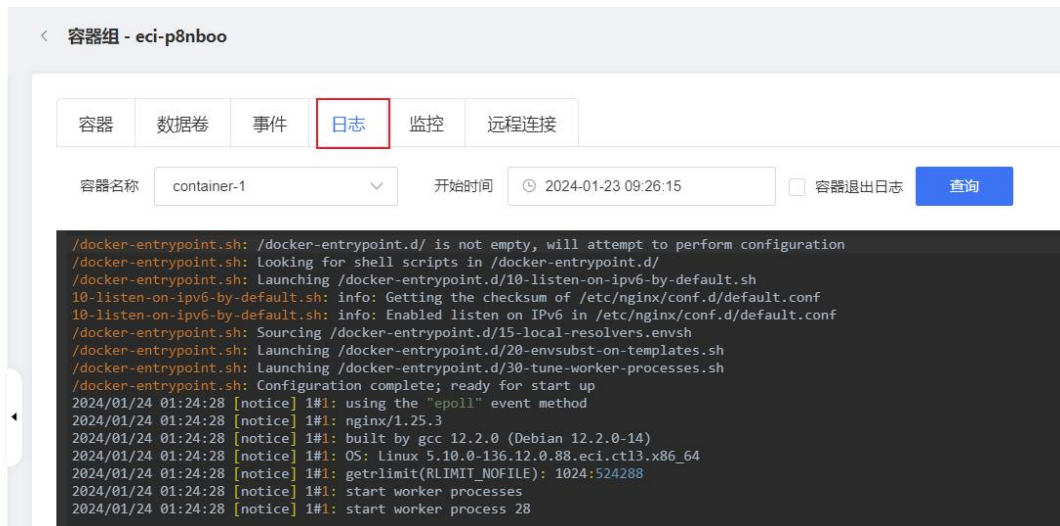 容器组 - eci-p8nboo
容器 数据卷 事件 日志 监控 远程连接
容器名称 container-1 开始时间 2024-01-23 09:26:15 容器退出日志 查询
/docker-entrypoint.sh: /docker-entrypoint.d/ is not empty, will attempt to perform configuration
/docker-entrypoint.sh: Looking for shell scripts in /docker-entrypoint.d/
/docker-entrypoint.sh: Launching /docker-entrypoint.d/10-listen-on-ipv6-by-default.sh
10-listen-on-ipv6-by-default.sh: info: Getting the checksum of /etc/nginx/conf.d/default.conf
10-listen-on-ipv6-by-default.sh: info: Enabled listen on IPv6 in /etc/nginx/conf.d/default.conf
/docker-entrypoint.sh: Sourcing /docker-entrypoint.d/15-local-resolvers.envsh
/docker-entrypoint.sh: Launching /docker-entrypoint.d/20-envsubst-on-templates.sh
/docker-entrypoint.sh: Launching /docker-entrypoint.d/30-tune-worker-processes.sh
/docker-entrypoint.sh: Configuration complete; ready for start up
2024/01/24 01:24:28 [notice] 1#1: using the "epoll" event method
2024/01/24 01:24:28 [notice] 1#1: nginx/1.25.3
2024/01/24 01:24:28 [notice] 1#1: built by gcc 12.2.0 (Debian 12.2.0-14)
2024/01/24 01:24:28 [notice] 1#1: OS: Linux 5.10.0-136.12.0.88.eci.ctl3.x86_64
2024/01/24 01:24:28 [notice] 1#1: getrlimit(RLIMIT_NOFILE): 1024:524288
2024/01/24 01:24:28 [notice] 1#1: start worker processes
2024/01/24 01:24:28 [notice] 1#1: start worker process 28